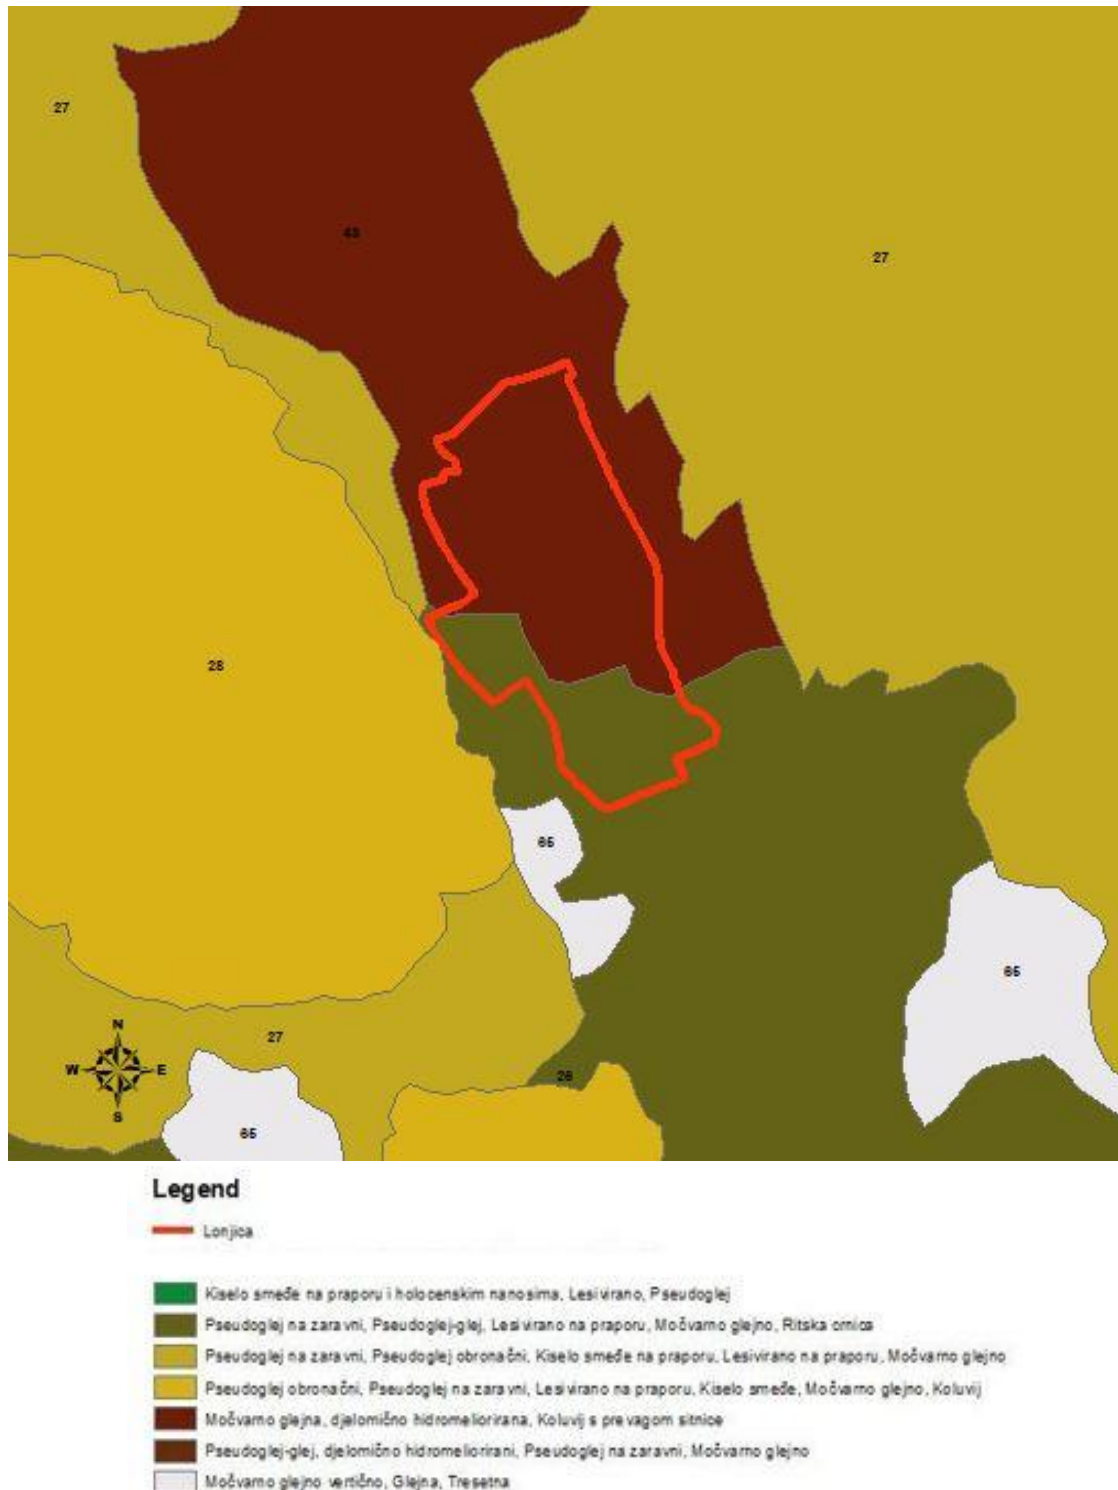 27
43
27
28
65
65
N
W E
S
27
26
65
Legend
Lonjica
Kiselo smeđe na praporu i holocenskim nanosima, Lesivirano, Pseudoglej
Pseudoglej na zaravni, Pseudoglej-glej, Lesivirano na praporu, Močvarno glejno, Ritska crnica
Pseudoglej na zaravni, Pseudoglej obronačni, Kiselo smeđe na praporu, Lesivirano na praporu, Močvarno glejno
Pseudoglej obronačni, Pseudoglej na zaravni, Lesivirano na praporu, Kiselo smeđe, Močvarno glejno, Koluvij
Močvarno glejna, djelomično hidromeliorirana, Koluvij s prevagom sitnice
Pseudoglej-glej, djelomično hidromeliorirani, Pseudoglej na zaravni, Močvarno glejno
Močvarno glejno vertično, Glejna, Tresetna